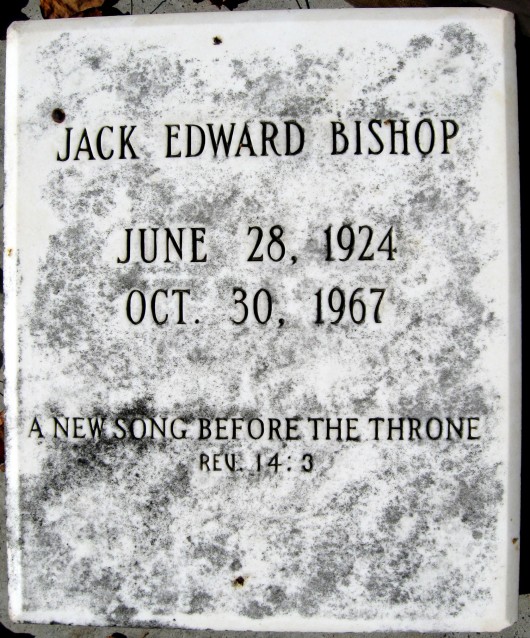 JACK EDWARD BISHOP
JUNE 28, 1924
OCT. 30, 1967
A NEW SONG BEFORE THE THRONE
REV. 14:3